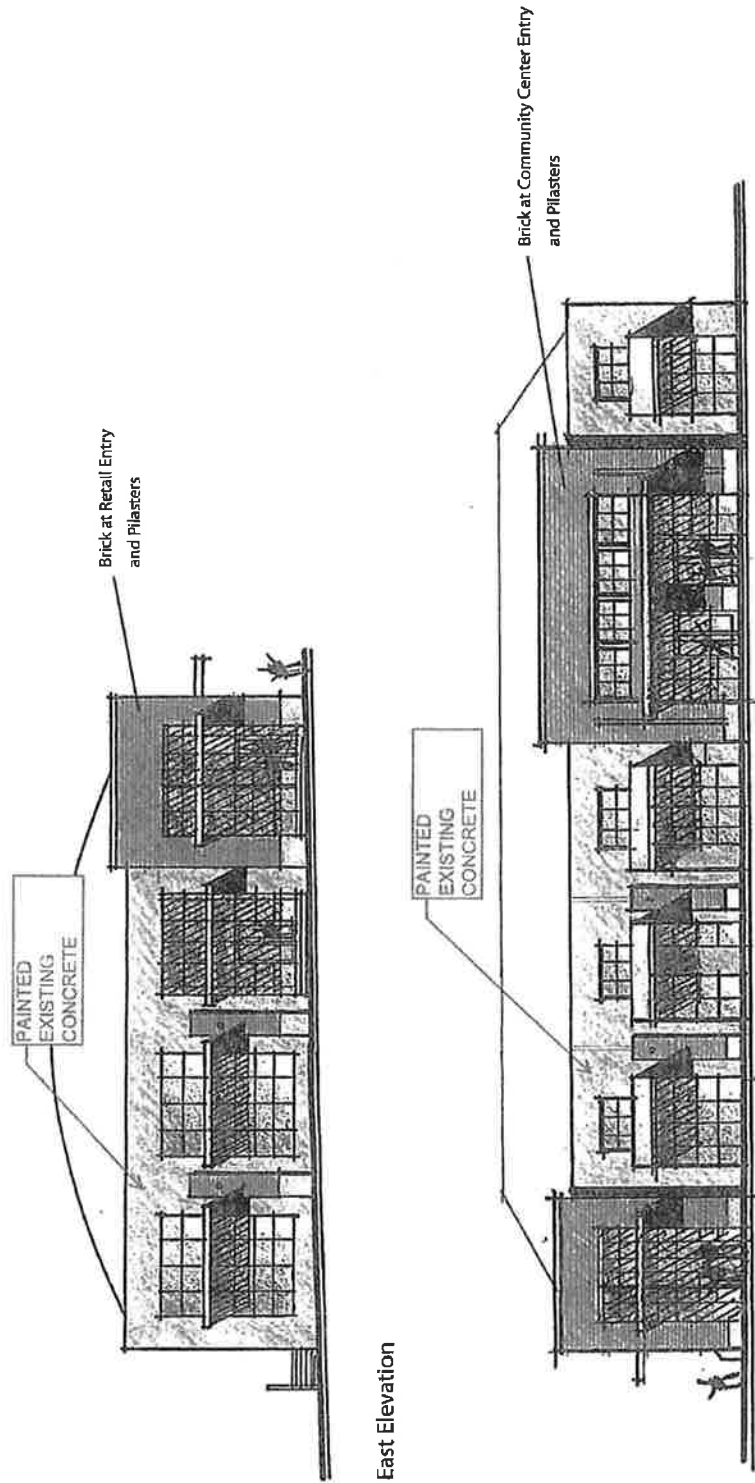 PAINTED
EXISTING
CONCRETE
Brick at Retail Entry
and Pilasters
East Elevation
PAINTED
EXISTING
CONCRETE
Brick at Community Center Entry
and Pilasters